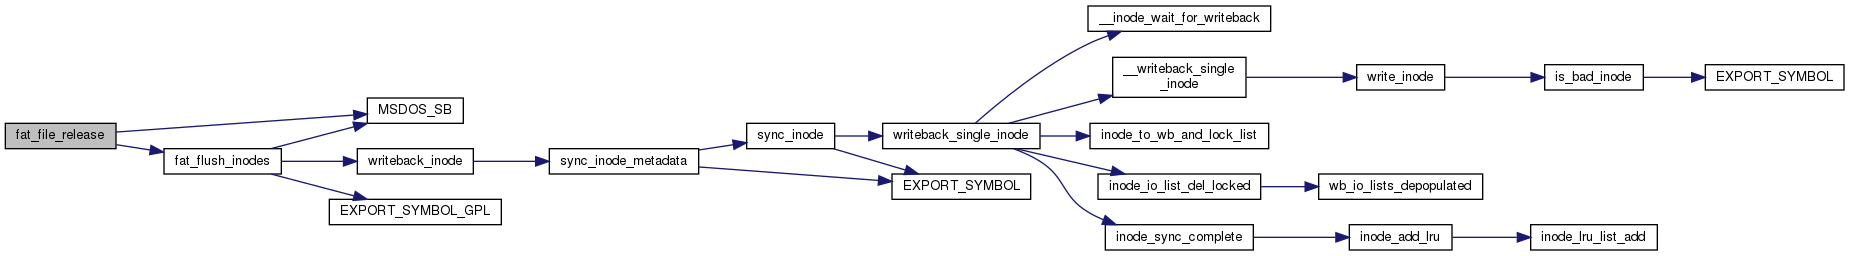 fat_file_release
MSDOS_SB
fat_flush_inodes
writeback_inode
EXPORT_SYMBOL_GPL
sync_inode_metadata
sync_inode
EXPORT_SYMBOL
writeback_single_inode
__inode_wait_for_writeback
__writeback_single
_inode
write_inode
is_bad_inode
EXPORT_SYMBOL
inode_to_wb_and_lock_list
inode_io_list_del_locked
wb_io_lists_depopulated
inode_sync_complete
inode_add_lru
inode_lru_list_add